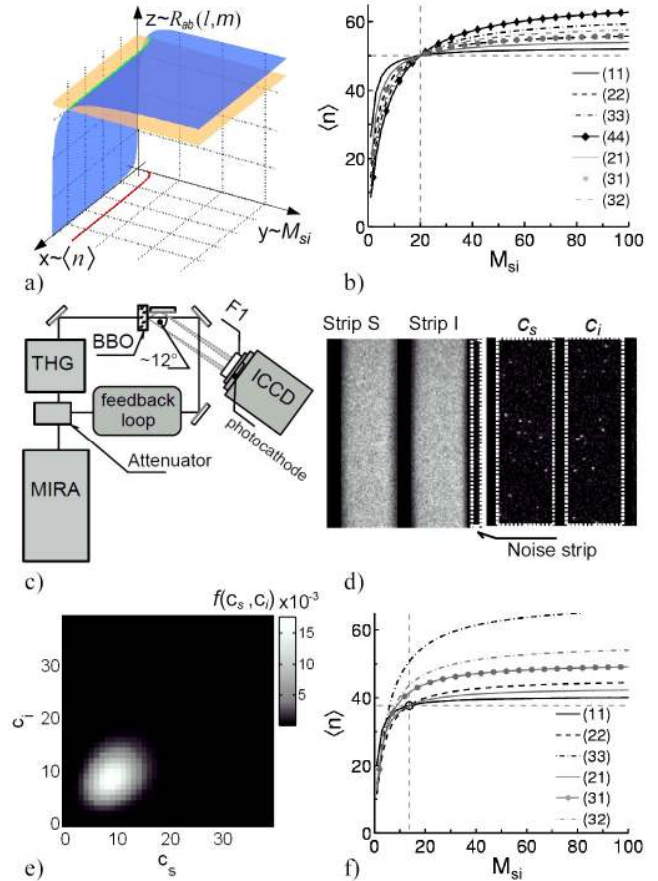 z~R_ab(l,m)
y~M_si
x~⟨n⟩
a)
⟨n⟩
60
40
20
0
0 20 40 60 80 100
M_si
(11)
(22)
(33)
(44)
(21)
(31)
(32)
b)
THG
BBO
~12°
F1
ICCD
photocathode
feedback loop
Attenuator
MIRA
c)
Strip S Strip I c_s c_i
Noise strip
d)
f(c_s,c_i) x10^-3
15
10
5
c_i
30
20
10
0
0 10 20 30
c_s
e)
⟨n⟩
60
40
20
0
0 20 40 60 80 100
M_si
(11)
(22)
(33)
(21)
(31)
(32)
f)